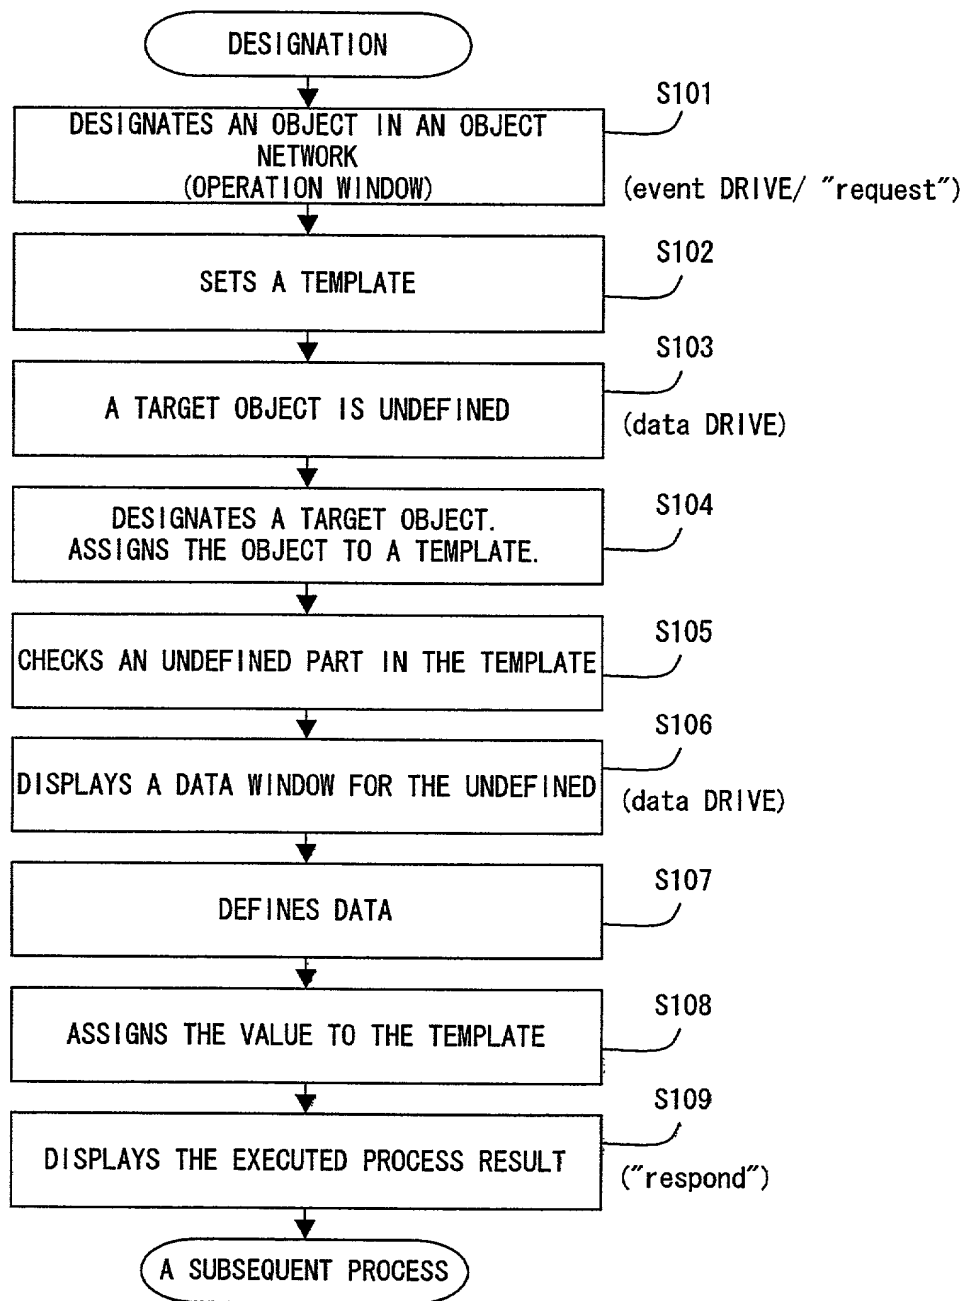 DESIGNATION
S101
DESIGNATES AN OBJECT IN AN OBJECT
NETWORK
(OPERATION WINDOW)
(event DRIVE/ "request")
S102
SETS A TEMPLATE
S103
A TARGET OBJECT IS UNDEFINED
(data DRIVE)
S104
DESIGNATES A TARGET OBJECT.
ASSIGNS THE OBJECT TO A TEMPLATE.
S105
CHECKS AN UNDEFINED PART IN THE TEMPLATE
S106
DISPLAYS A DATA WINDOW FOR THE UNDEFINED
(data DRIVE)
S107
DEFINES DATA
S108
ASSIGNS THE VALUE TO THE TEMPLATE
S109
DISPLAYS THE EXECUTED PROCESS RESULT
("respond")
A SUBSEQUENT PROCESS